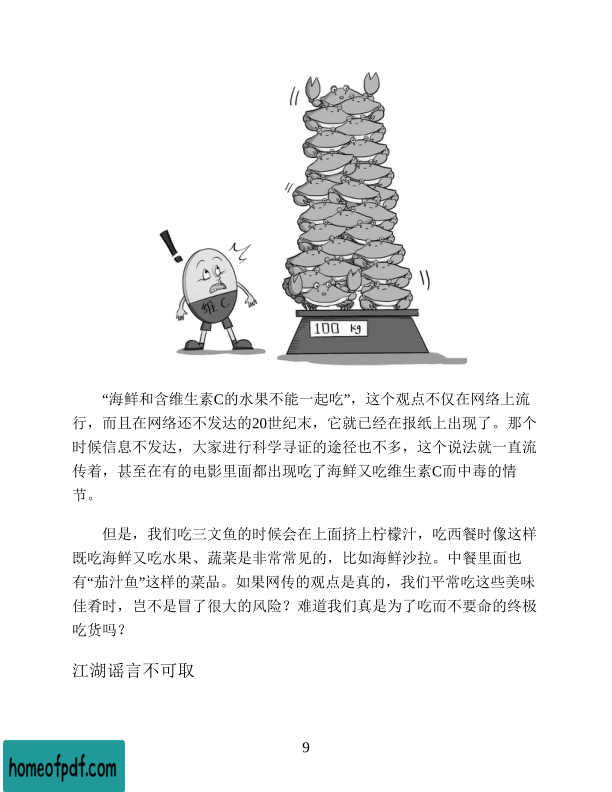 !
维 C
100 kg
“海鲜和含维生素C的水果不能一起吃”，这个观点不仅在网络上流
行，而且在网络还不发达的20世纪末，它就已经在报纸上出现了。那个
时候信息不发达，大家进行科学寻证的途径也不多，这个说法就一直流
传着，甚至在有的电影里面都出现吃了海鲜又吃维生素C而中毒的情
节。
但是，我们吃三文鱼的时候会在上面挤上柠檬汁，吃西餐时像这样
既吃海鲜又吃水果、蔬菜是非常常见的，比如海鲜沙拉。中餐里面也
有“茄汁鱼”这样的菜品。如果网传的观点是真的，我们平常吃这些美味
佳肴时，岂不是冒了很大的风险？难道我们真是为了吃而不要命的终极
吃货吗？
江湖谣言不可取
9
homeofpdf.com